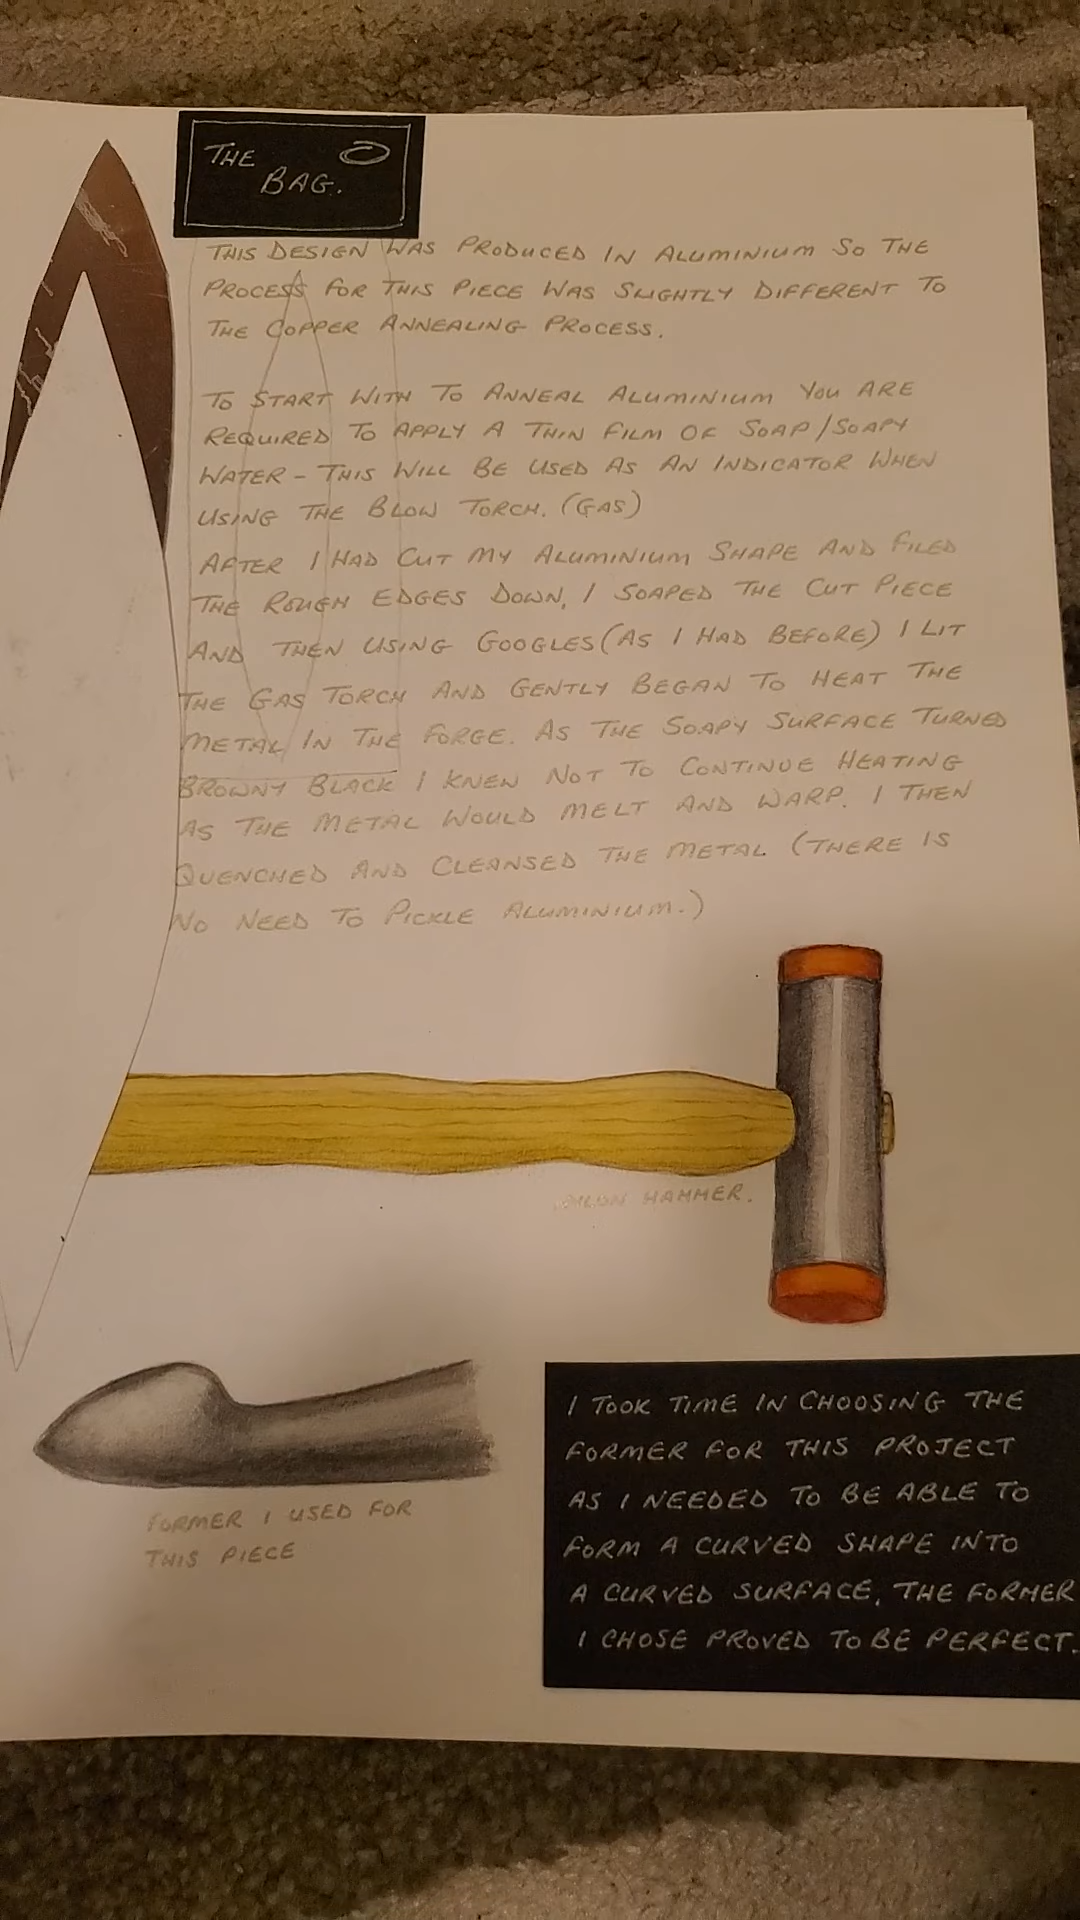 THE
BAG.
THIS DESIGN WAS PRODUCED IN ALUMINIUM SO THE
PROCESS FOR THIS PIECE WAS SLIGHTLY DIFFERENT TO
THE COPPER ANNEALING PROCESS.
TO START WITH TO ANNEAL ALUMINIUM YOU ARE
REQUIRED TO APPLY A THIN FILM OF SOAP/SOAPY
WATER - THIS WILL BE USED AS AN INDICATOR WHEN
USING THE BLOW TORCH. (GAS)
AFTER I HAD CUT MY ALUMINIUM SHAPE AND FILED
THE ROUGH EDGES DOWN, I SOAPED THE CUT PIECE
AND THEN USING GOOGLES (AS I HAD BEFORE) I LIT
THE GAS TORCH AND GENTLY BEGAN TO HEAT THE
METAL IN THE FORGE. AS THE SOAPY SURFACE TURNED
BROWNY BLACK I KNEW NOT TO CONTINUE HEATING
AS THE METAL WOULD MELT AND WARP. I THEN
QUENCHED AND CLEANSED THE METAL (THERE IS
NO NEED TO PICKLE ALUMINIUM.)
HAMMER.
FORMER I USED FOR
THIS PIECE
I TOOK TIME IN CHOOSING THE
FORMER FOR THIS PROJECT
AS I NEEDED TO BE ABLE TO
FORM A CURVED SHAPE INTO
A CURVED SURFACE, THE FORMER
I CHOSE PROVED TO BE PERFECT.